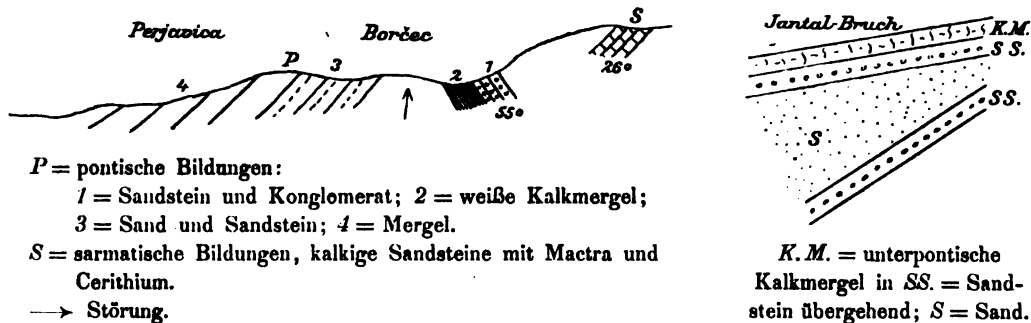 Perjavica Borčec S
P 3 4 2 1 26° 55°
P = pontische Bildungen:
1 = Sandstein und Konglomerat; 2 = weiße Kalkmergel;
3 = Sand und Sandstein; 4 = Mergel.
S = sarmatische Bildungen, kalkige Sandsteine mit Mactra und
Cerithium.
→ Störung.
Jantal-Bruch
K.M.
SS.
SS.
S
K. M. = unterpontische
Kalkmergel in SS. = Sand-
stein übergehend; S = Sand.